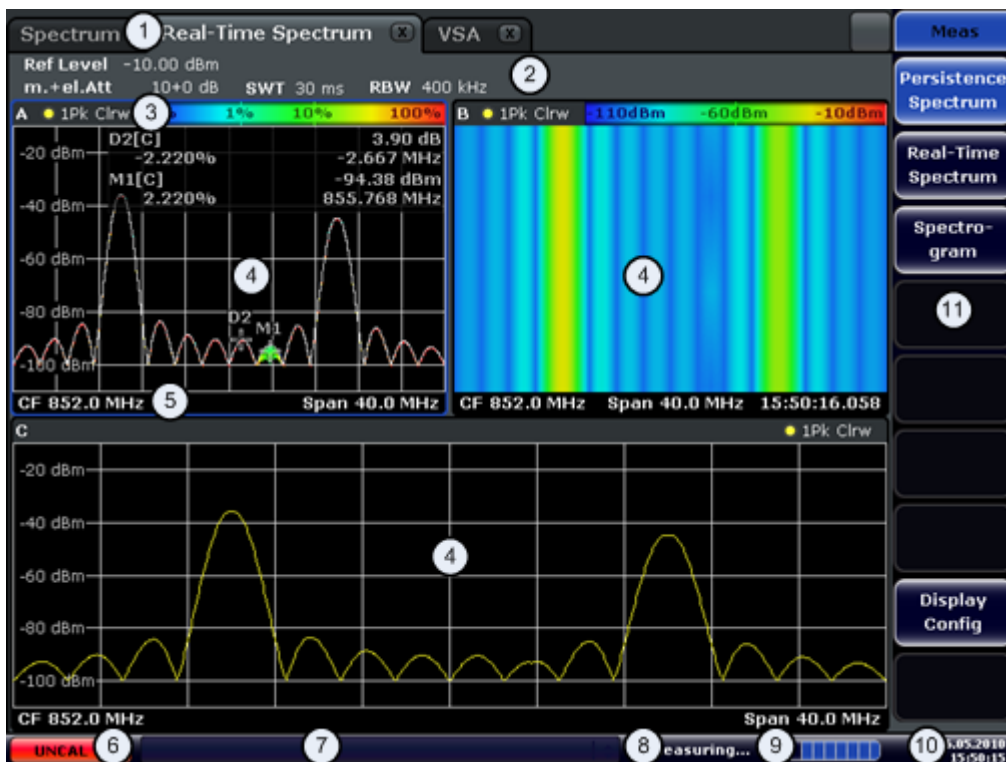 Spectrum 1 Real-Time Spectrum X VSA X
Ref Level -10.00 dBm
m.+el.Att 10+0 dB SWT 30 ms RBW 400 kHz
2
A 1Pk Clrw 3 1% 10% 100%
D2[C] 3.90 dB
-2.220% -2.667 MHz
M1[C] -94.38 dBm
2.220% 855.768 MHz
-20 dBm
-40 dBm
-60 dBm
-80 dBm
-100 dBm
4
D2 M1
CF 852.0 MHz 5 Span 40.0 MHz
B 1Pk Clrw -110dBm -60dBm -10dBm
4
CF 852.0 MHz Span 40.0 MHz 15:50:16.058
C 1Pk Clrw
-20 dBm
-40 dBm
-60 dBm
-80 dBm
-100 dBm
4
CF 852.0 MHz Span 40.0 MHz
UNCAL 6 7 8 easuring... 9 10 5.05.2010
15:50:15
Meas
Persistence
Spectrum
Real-Time
Spectrum
Spectro-
gram
11
Display
Config